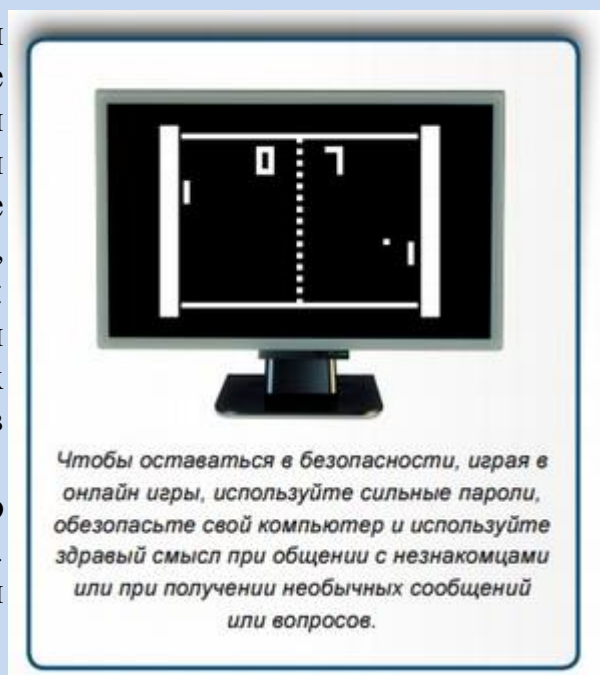 0 7
Чтобы оставаться в безопасности, играя в
онлайн игры, используйте сильные пароли,
обезопасьте свой компьютер и используйте
здравый смысл при общении с незнакомцами
или при получении необычных сообщений
или вопросов.